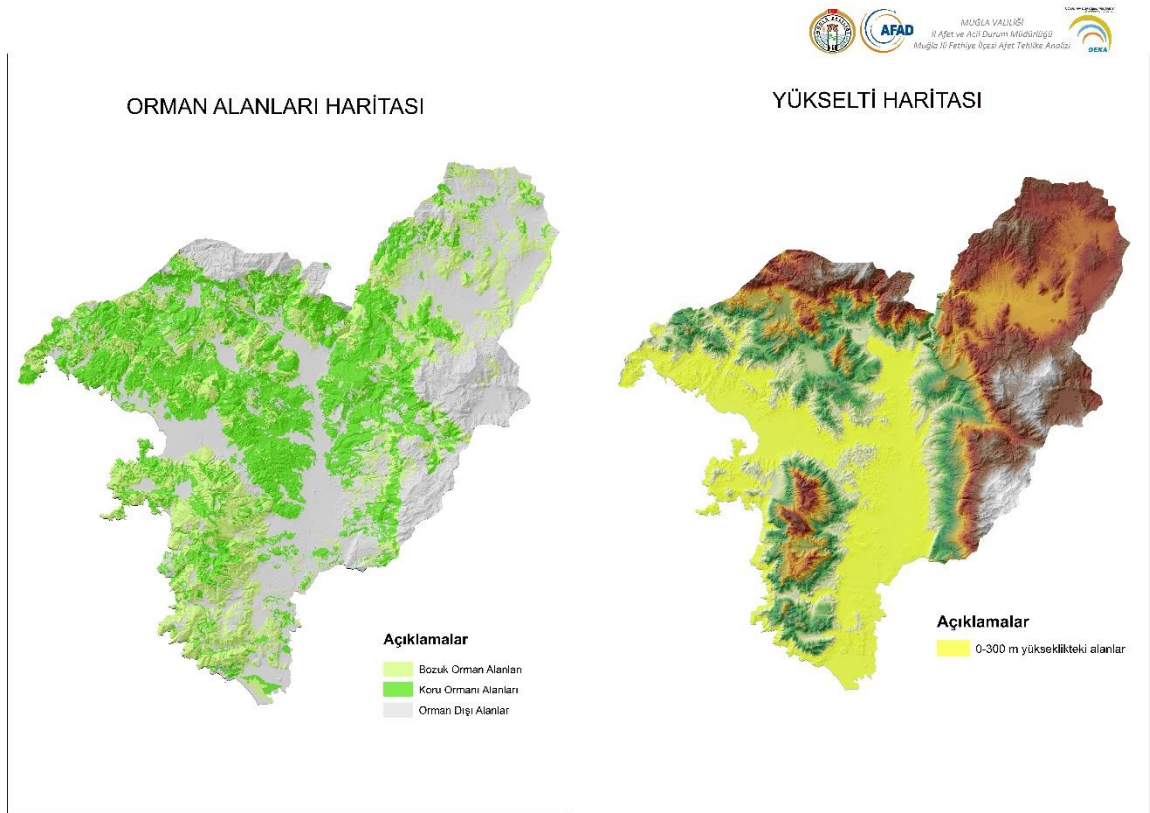 MUĞLA VALİLİĞİ
İl Afet ve Acil Durum Müdürlüğü
Muğla İli Fethiye İlçesi Afet Tehlike Analizi
AFAD
GEKA
ORMAN ALANLARI HARİTASI
YÜKSELTİ HARİTASI
Açıklamalar
Bozuk Orman Alanları
Koru Ormanı Alanları
Orman Dışı Alanlar
Açıklamalar
0-300 m yükseklikteki alanlar